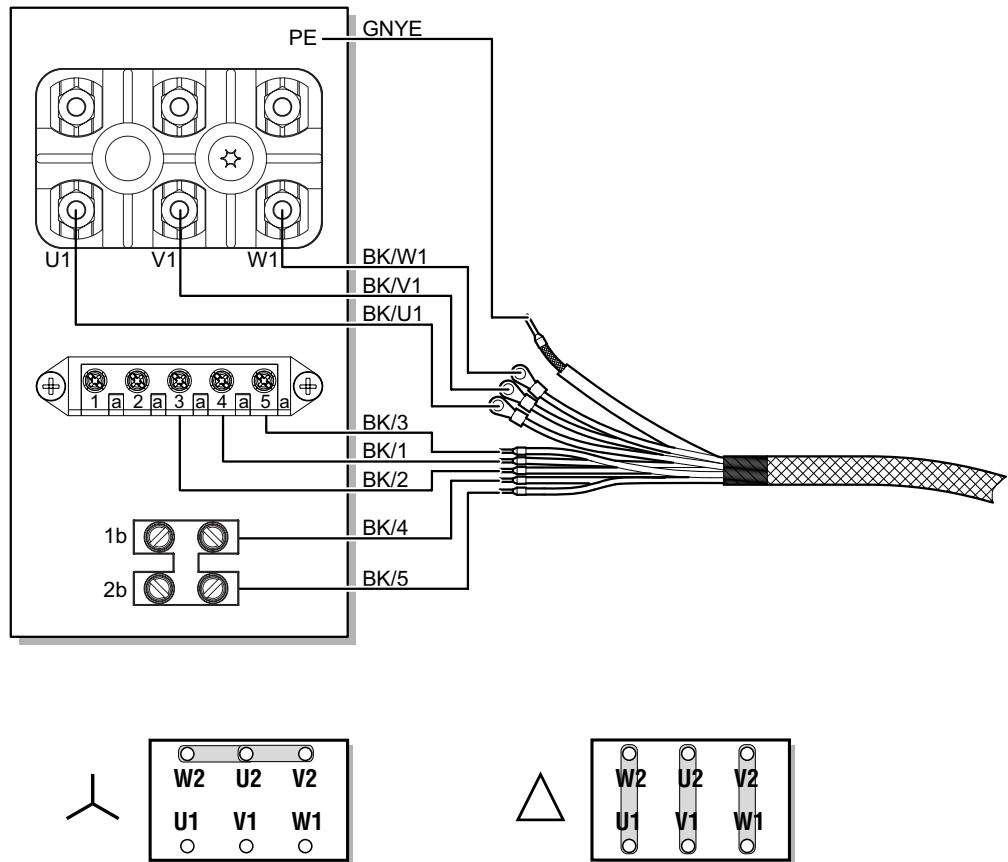 PE GNYE
U1 V1 W1
BK/W1
BK/V1
BK/U1
1 a 2 a 3 a 4 a 5 a
BK/3
BK/1
BK/2
1b BK/4
2b BK/5
W2 U2 V2
U1 V1 W1
W2 U2 V2
U1 V1 W1